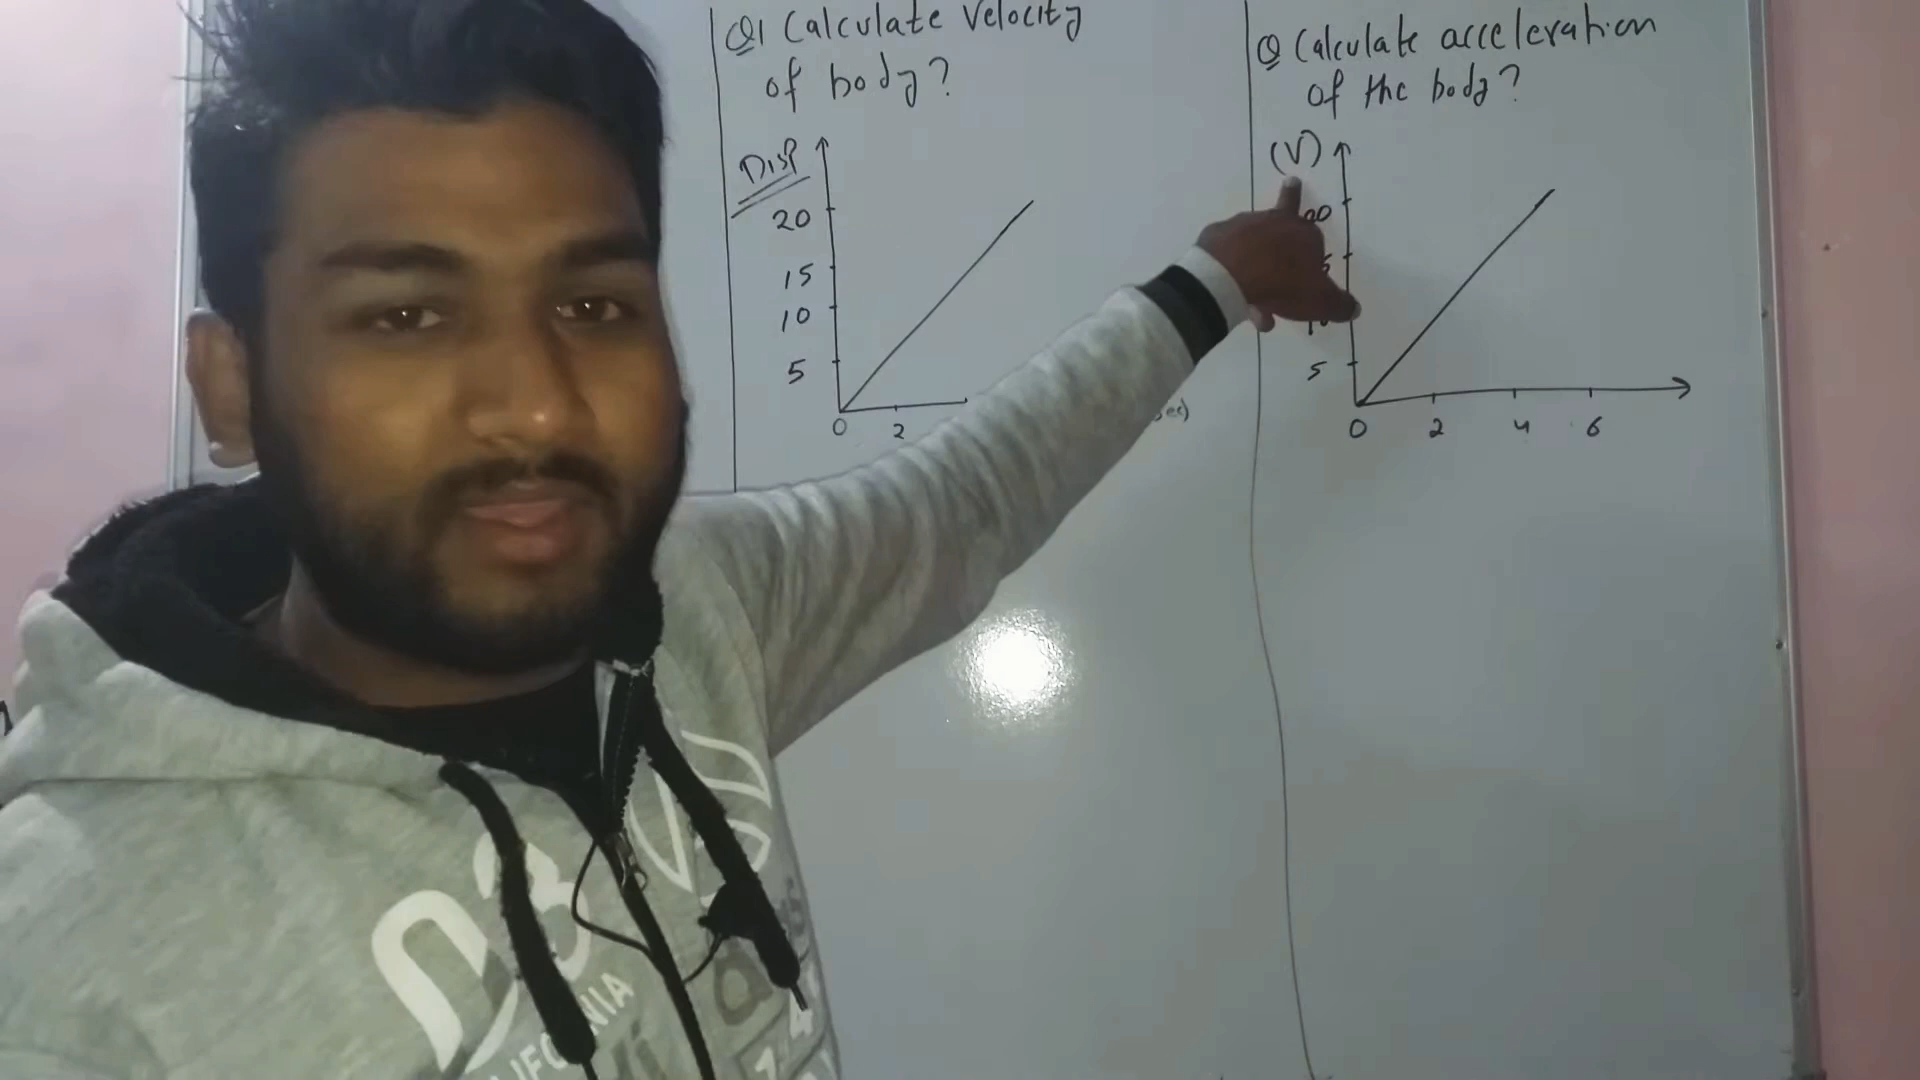 Q1 Calculate Velocity
of body?
DISP
20
15
10
5
0 2
sec)
Q Calculate acceleration
of the body?
(V)
5
0 2 4 6